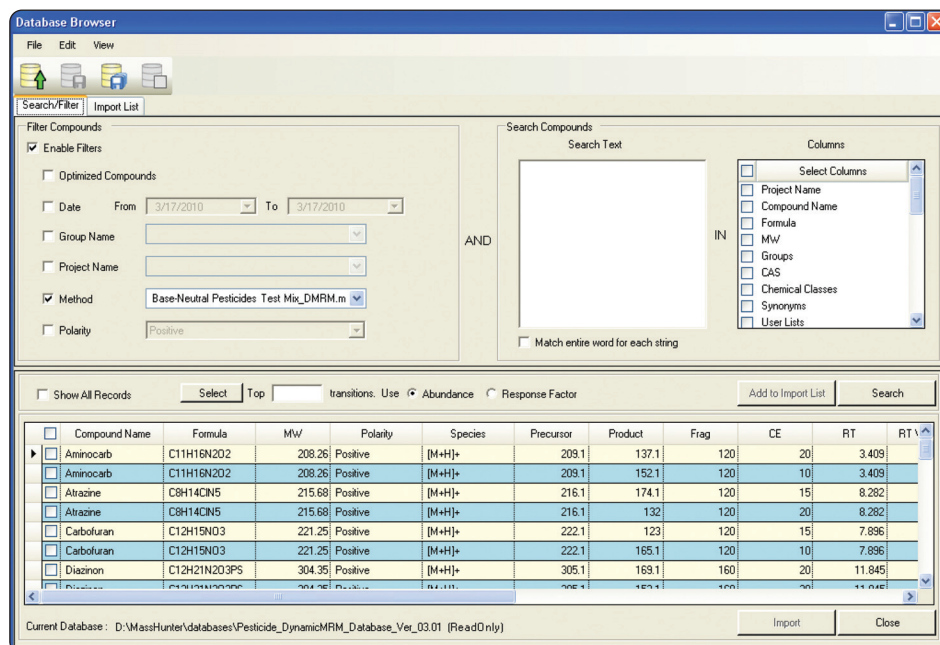 Database Browser
File Edit View
Search/Filter Import List
Filter Compounds
Enable Filters
Optimized Compounds
Date From 3/17/2010 To 3/17/2010
Group Name
Project Name
Method Base-Neutral Pesticides Test Mix_DMRM.m
Polarity Positive
AND
Search Compounds
Search Text
Match entire word for each string
IN
Columns
Select Columns
Project Name
Compound Name
Formula
MW
Groups
CAS
Chemical Classes
Synonyms
User Lists
Show All Records Select Top transitions. Use Abundance Response Factor Add to Import List Search
Compound Name Formula MW Polarity Species Precursor Product Frag CE RT RT
Aminocarb C11H16N2O2 208.26 Positive [M+H]+ 209.1 137.1 120 20 3.409
Aminocarb C11H16N2O2 208.26 Positive [M+H]+ 209.1 152.1 120 10 3.409
Atrazine C8H14ClN5 215.68 Positive [M+H]+ 216.1 174.1 120 15 8.282
Atrazine C8H14ClN5 215.68 Positive [M+H]+ 216.1 132 120 20 8.282
Carbofuran C12H15NO3 221.25 Positive [M+H]+ 222.1 123 120 15 7.896
Carbofuran C12H15NO3 221.25 Positive [M+H]+ 222.1 165.1 120 10 7.896
Diazinon C12H21N2O3PS 304.35 Positive [M+H]+ 305.1 169.1 160 20 11.845
Current Database : D:\MassHunter\databases\Pesticide_DynamicMRM_Database_Ver_03.01 (ReadOnly) Import Close